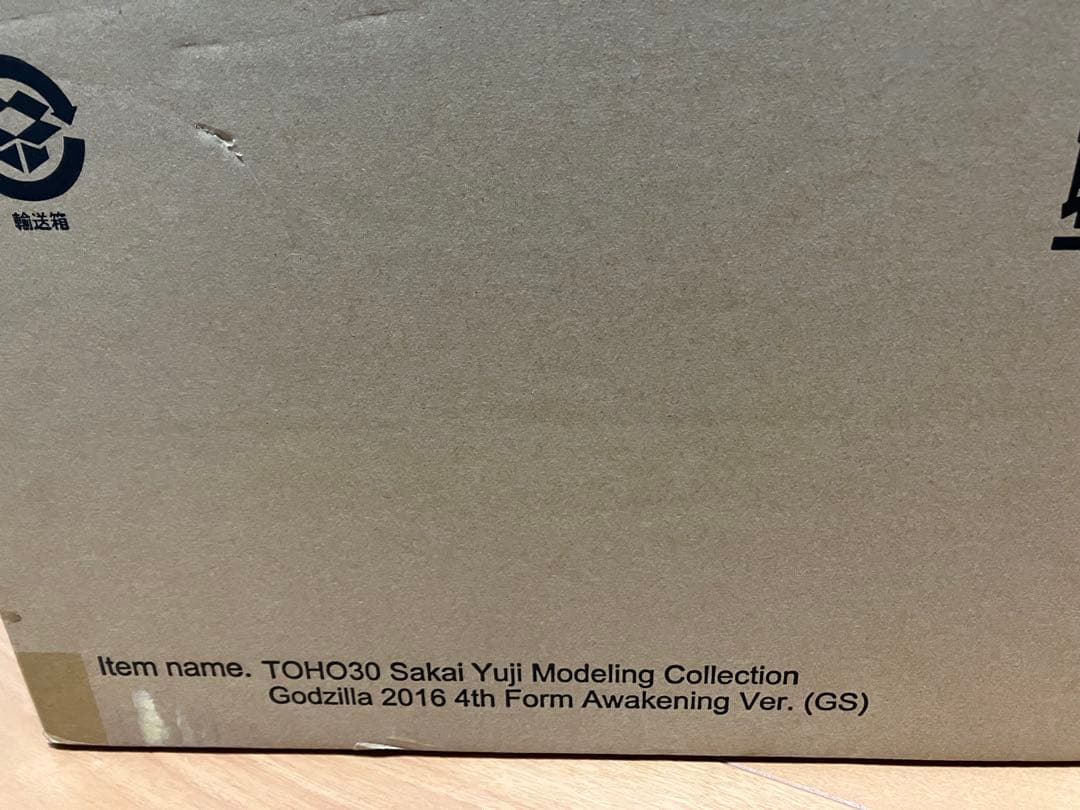 輸送箱
Item name. TOHO30 Sakai Yuji Modeling Collection
Godzilla 2016 4th Form Awakening Ver. (GS)